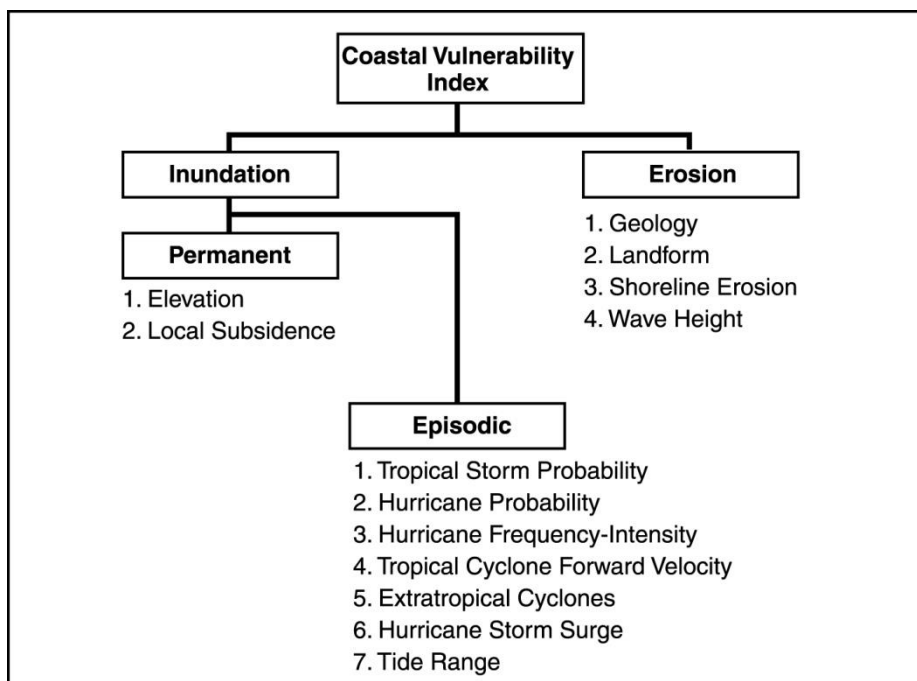 Coastal Vulnerability
Index
Inundation
Erosion
1. Geology
2. Landform
3. Shoreline Erosion
4. Wave Height
Permanent
1. Elevation
2. Local Subsidence
Episodic
1. Tropical Storm Probability
2. Hurricane Probability
3. Hurricane Frequency-Intensity
4. Tropical Cyclone Forward Velocity
5. Extratropical Cyclones
6. Hurricane Storm Surge
7. Tide Range